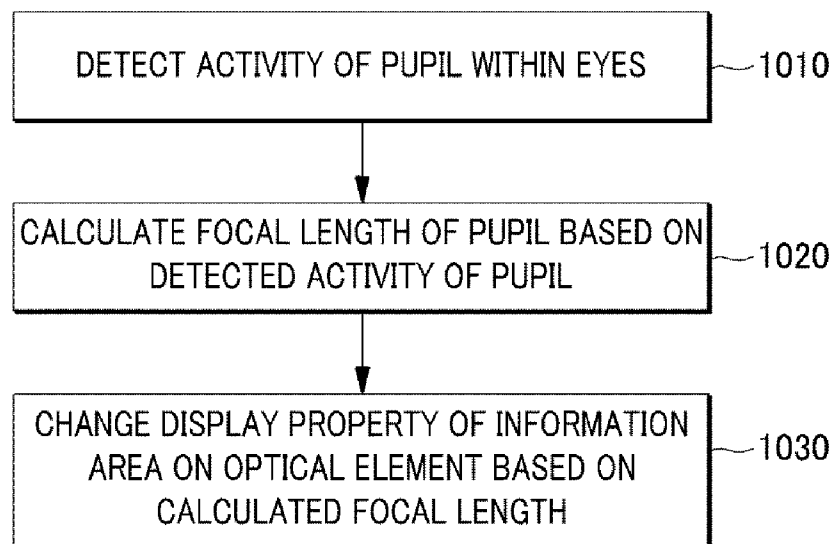 DETECT ACTIVITY OF PUPIL WITHIN EYES
1010
CALCULATE FOCAL LENGTH OF PUPIL BASED ON
DETECTED ACTIVITY OF PUPIL
1020
CHANGE DISPLAY PROPERTY OF INFORMATION
AREA ON OPTICAL ELEMENT BASED ON
CALCULATED FOCAL LENGTH
1030